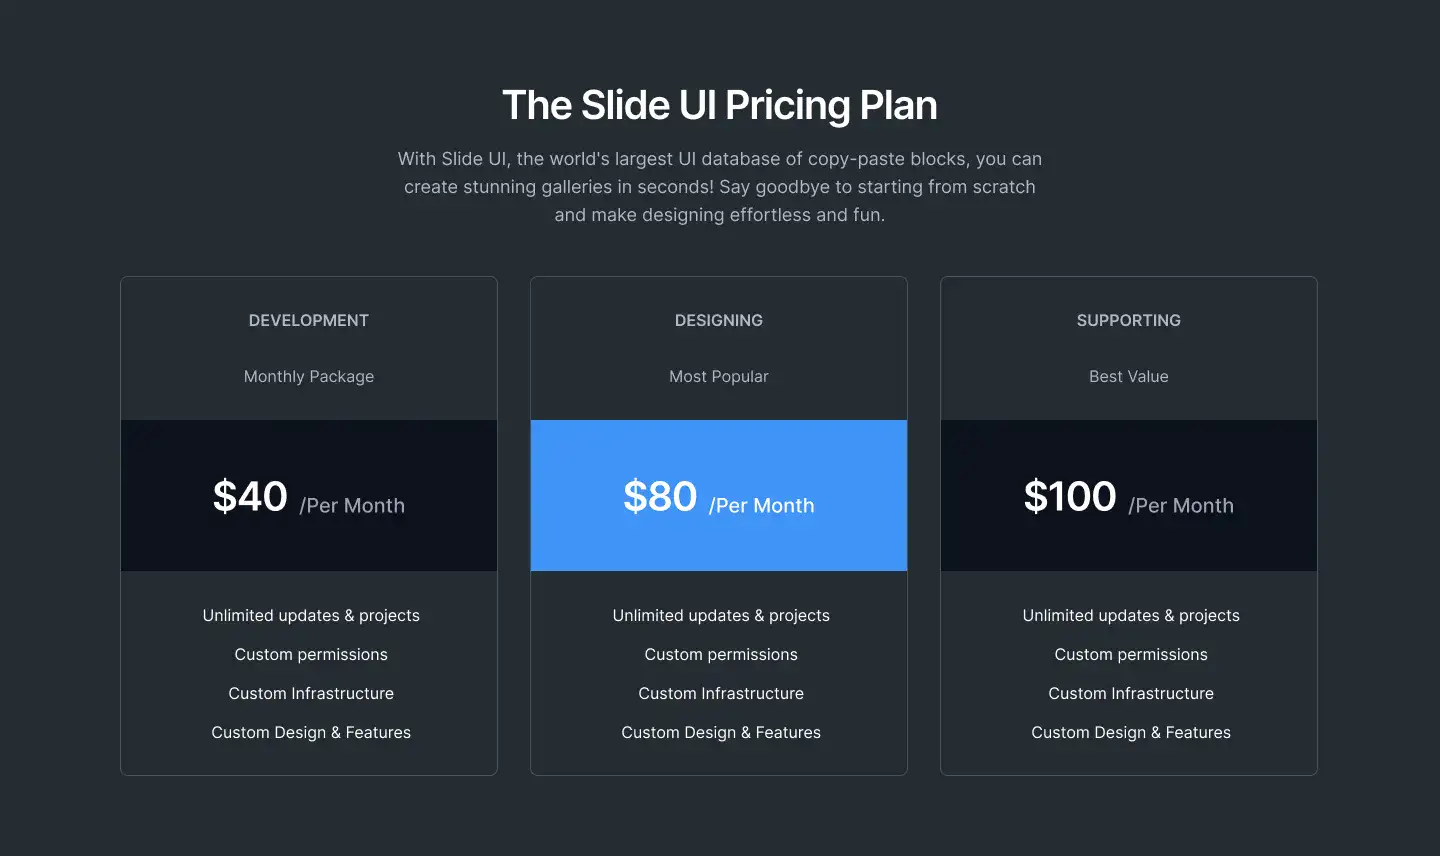 The Slide UI Pricing Plan
With Slide UI, the world's largest UI database of copy-paste blocks, you can
create stunning galleries in seconds! Say goodbye to starting from scratch
and make designing effortless and fun.
DEVELOPMENT
Monthly Package
$40 /Per Month
Unlimited updates & projects
Custom permissions
Custom Infrastructure
Custom Design & Features
DESIGNING
Most Popular
$80 /Per Month
Unlimited updates & projects
Custom permissions
Custom Infrastructure
Custom Design & Features
SUPPORTING
Best Value
$100 /Per Month
Unlimited updates & projects
Custom permissions
Custom Infrastructure
Custom Design & Features